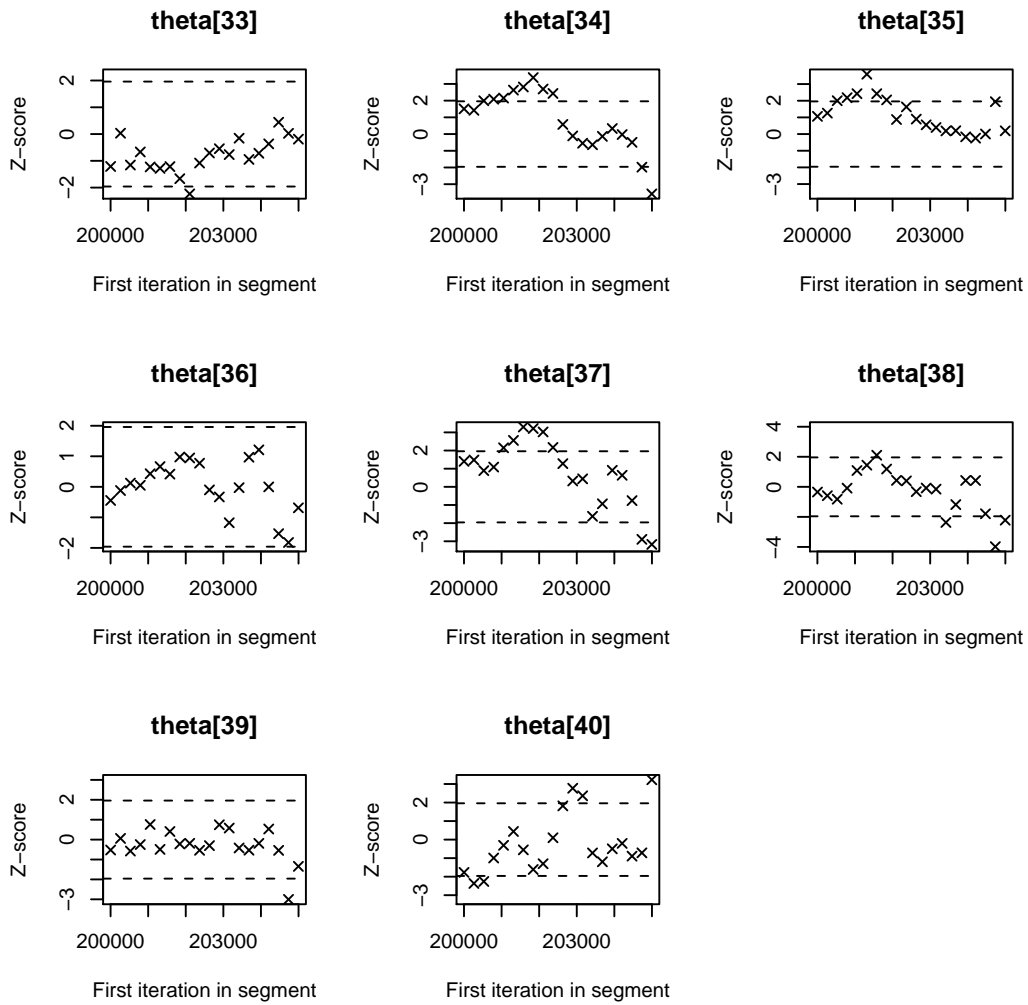 theta[33] theta[34] theta[35]
Z−score 2 0 −2 Z−score 2 0 −3 Z−score 2 0 −3
200000 203000 200000 203000 200000 203000
First iteration in segment First iteration in segment First iteration in segment
theta[36] theta[37] theta[38]
Z−score 2 1 0 −2 Z−score 2 0 −3 Z−score 4 2 0 −4
200000 203000 200000 203000 200000 203000
First iteration in segment First iteration in segment First iteration in segment
theta[39] theta[40]
Z−score 2 0 −3 Z−score 2 0 −3
200000 203000 200000 203000
First iteration in segment First iteration in segment